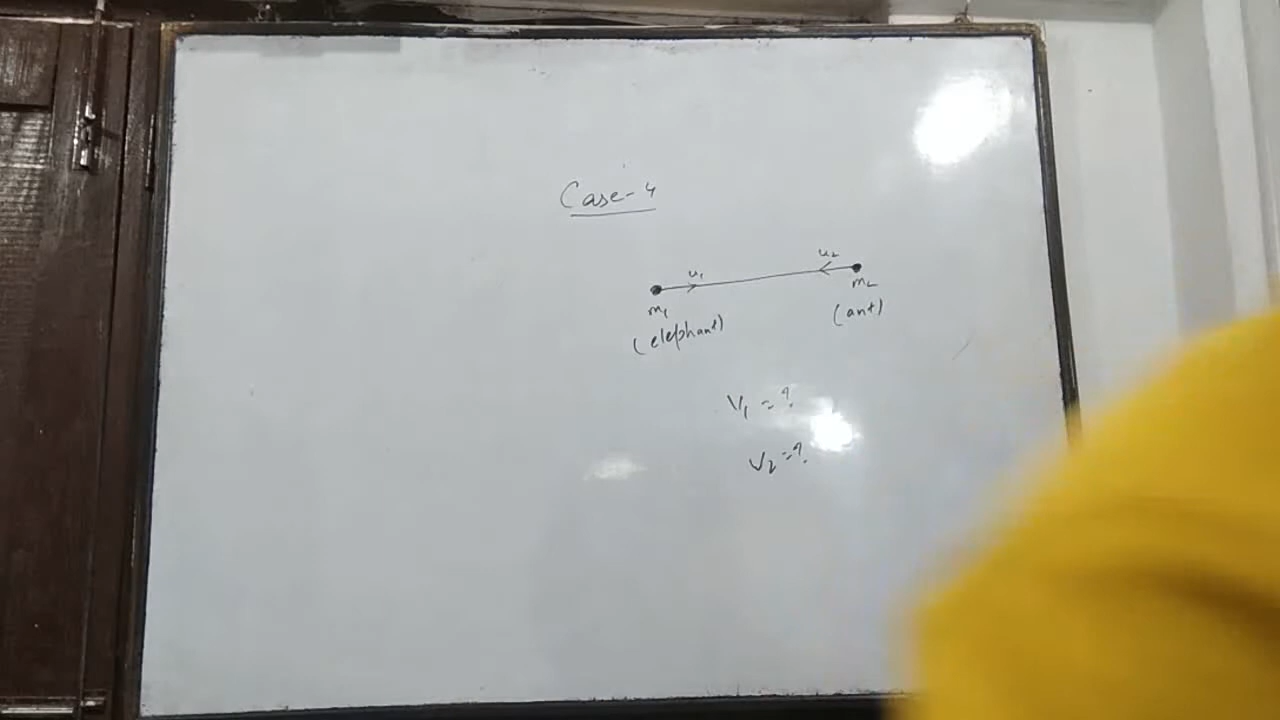 Case-4
u₁ u₂
m₁ m₂
(elephant) (ant)
V₁ = ?
V₂ = ?